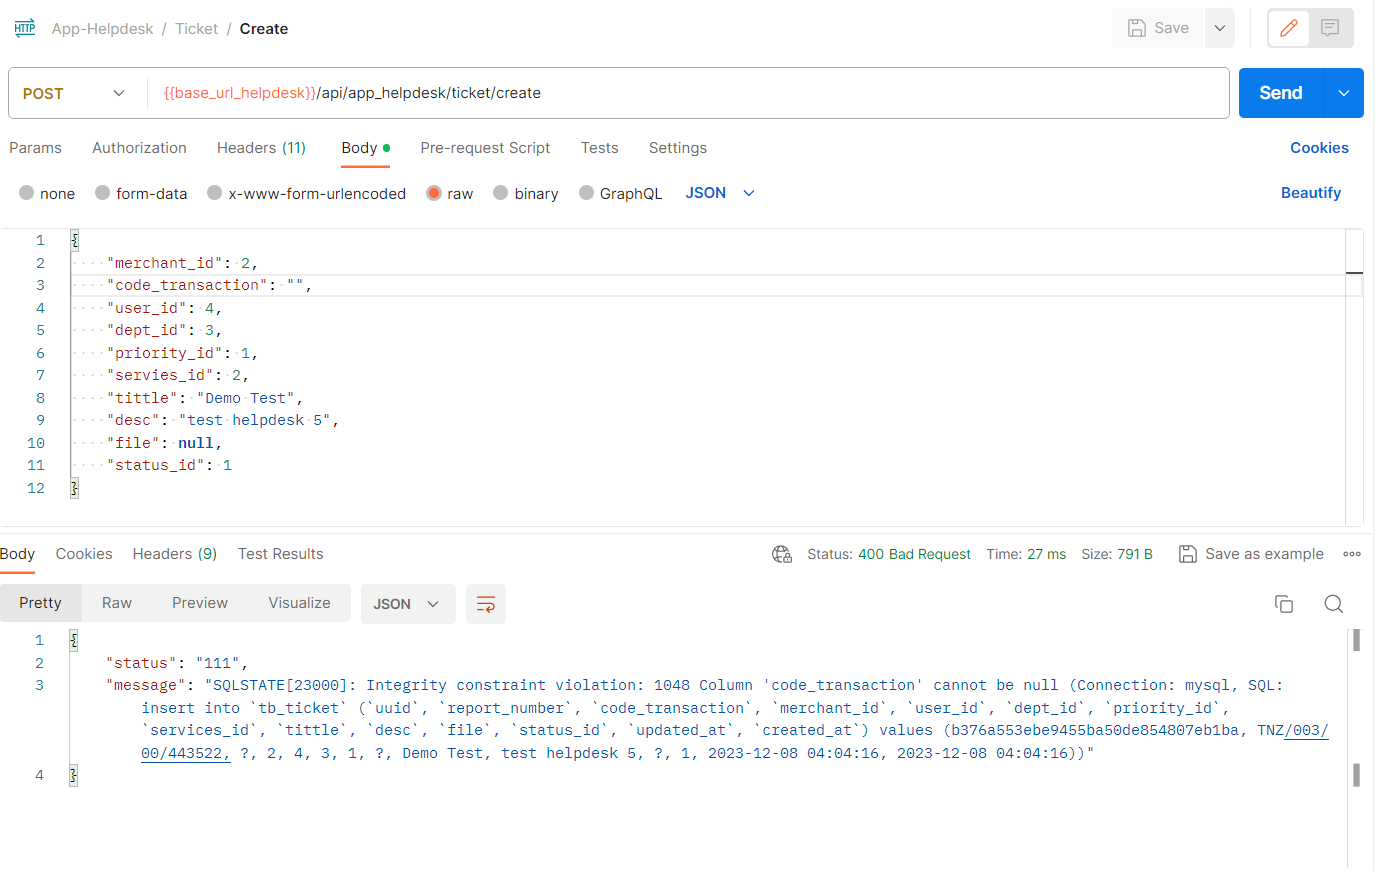 HTTP App-Helpdesk / Ticket / Create Save
POST {{base_url_helpdesk}}/api/app_helpdesk/ticket/create Send
Params Authorization Headers (11) Body Pre-request Script Tests Settings Cookies
none form-data x-www-form-urlencoded raw binary GraphQL JSON Beautify
1 {
2 "merchant_id": 2,
3 "code_transaction": "",
4 "user_id": 4,
5 "dept_id": 3,
6 "priority_id": 1,
7 "servies_id": 2,
8 "tittle": "Demo Test",
9 "desc": "test helpdesk 5",
10 "file": null,
11 "status_id": 1
12 }
Body Cookies Headers (9) Test Results Status: 400 Bad Request Time: 27 ms Size: 791 B Save as example
Pretty Raw Preview Visualize JSON
1 {
2 "status": "111",
3 "message": "SQLSTATE[23000]: Integrity constraint violation: 1048 Column 'code_transaction' cannot be null (Connection: mysql, SQL:
insert into `tb_ticket` (`uuid`, `report_number`, `code_transaction`, `merchant_id`, `user_id`, `dept_id`, `priority_id`,
`services_id`, `tittle`, `desc`, `file`, `status_id`, `updated_at`, `created_at`) values (b376a553ebe9455ba50de854807eb1ba, TNZ/003/
00/443522, ?, 2, 4, 3, 1, ?, Demo Test, test helpdesk 5, ?, 1, 2023-12-08 04:04:16, 2023-12-08 04:04:16))"
4 }